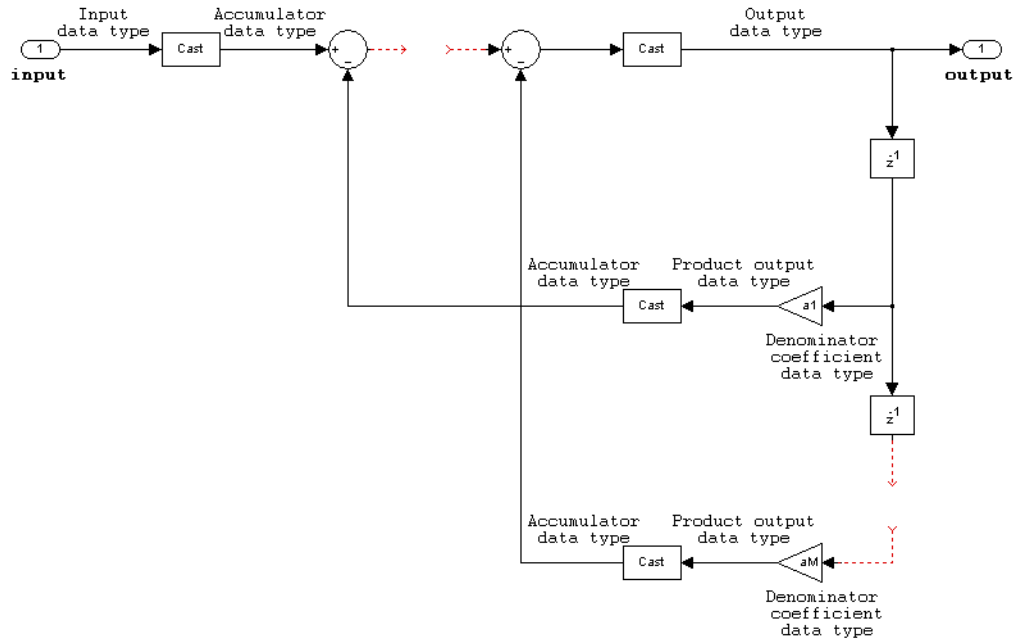 Input
data type
Accumulator
data type
Output
data type
1
Cast
+
−
+
−
Cast
1
input
output
z-1
Accumulator
data type
Product output
data type
Cast
a1
Denominator
coefficient
data type
z-1
Accumulator
data type
Product output
data type
Cast
aM
Denominator
coefficient
data type